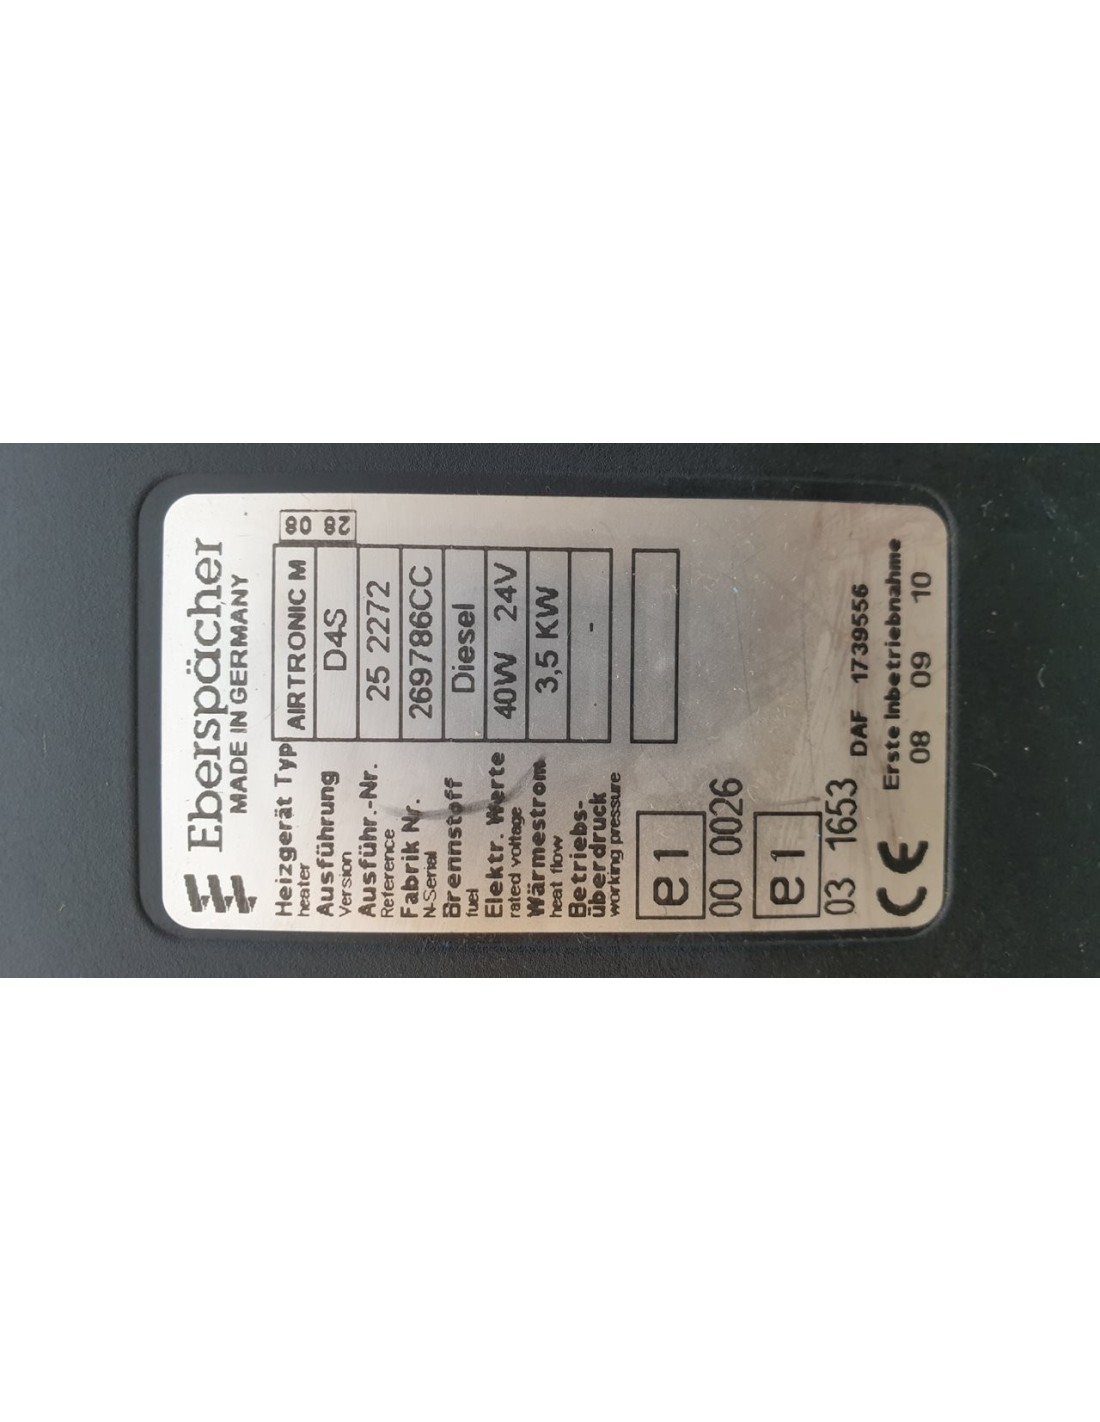 Eberspächer
MADE IN GERMANY
Heizgerät Typ AIRTRONIC M
heater
Ausführung D4S
Version
28 08
Ausführ.-Nr. 25 2272
Reference
Fabrik Nr. 269786CC
N-Serial
Brennstoff Diesel
fuel
Elektr. Werte 40W 24V
rated voltage
Wärmestrom 3,5 KW
heat flow
Betriebs-
überdruck -
working pressure
e1
00 0026
e1
03 1653
DAF 1739556
Erste Inbetriebnahme
CE 08 09 10